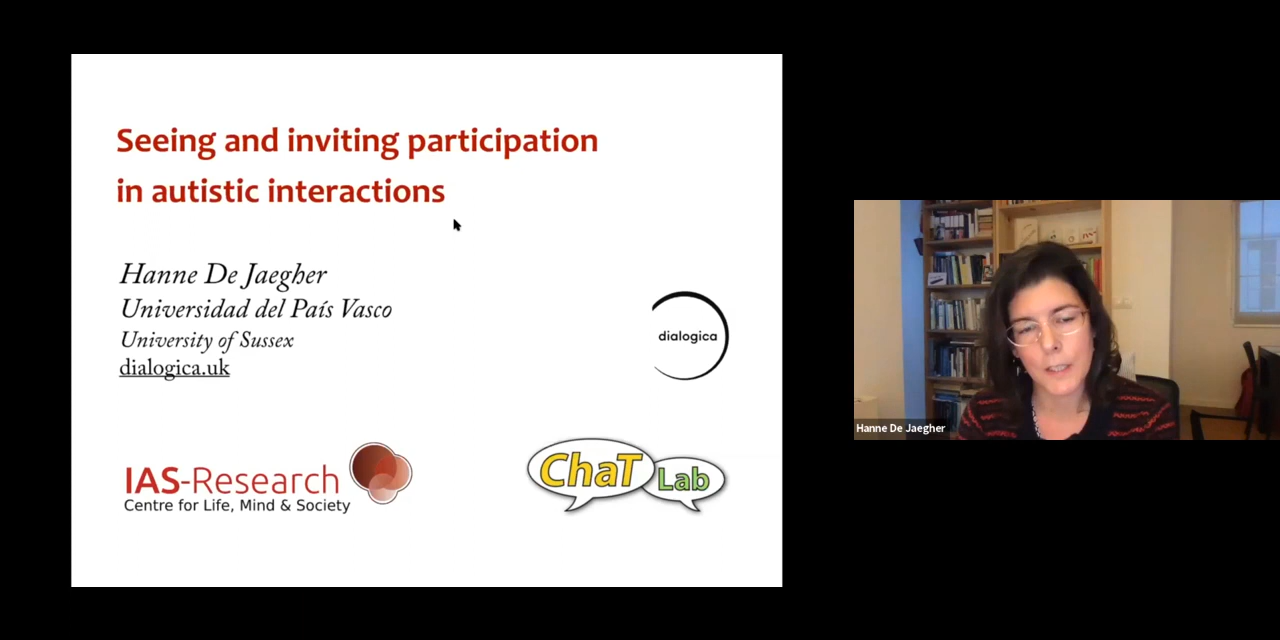 Seeing and inviting participation
in autistic interactions
Hanne De Jaegher
Universidad del País Vasco
University of Sussex
dialogica.uk
dialogica
IAS-Research
Centre for Life, Mind & Society
ChaT
Lab
Hanne De Jaegher